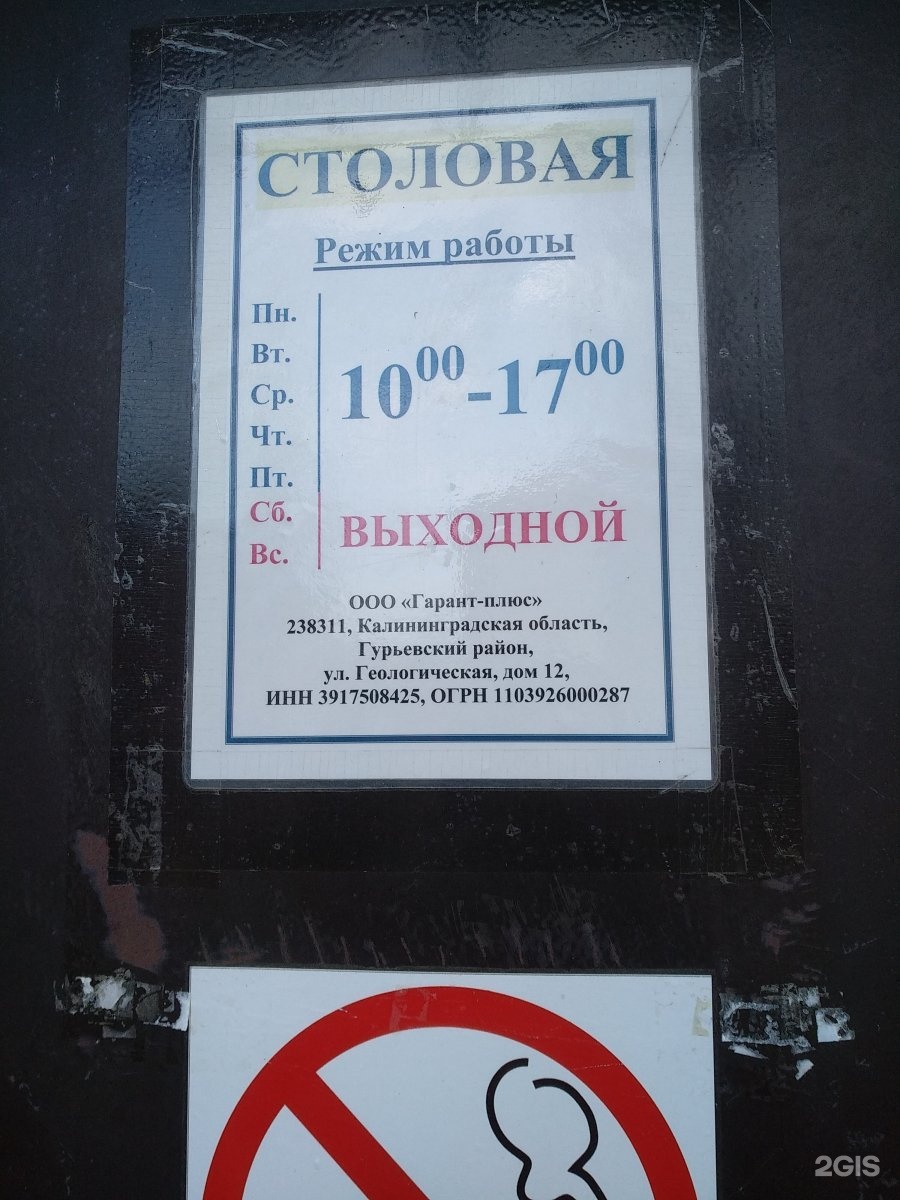 СТОЛОВАЯ
Режим работы
Пн.
Вт.
Ср.
Чт.
Пт.
10⁰⁰-17⁰⁰
Сб.
Вс.
ВЫХОДНОЙ
ООО «Гарант-плюс»
238311, Калининградская область,
Гурьевский район,
ул. Геологическая, дом 12,
ИНН 3917508425, ОГРН 1103926000287
2GIS